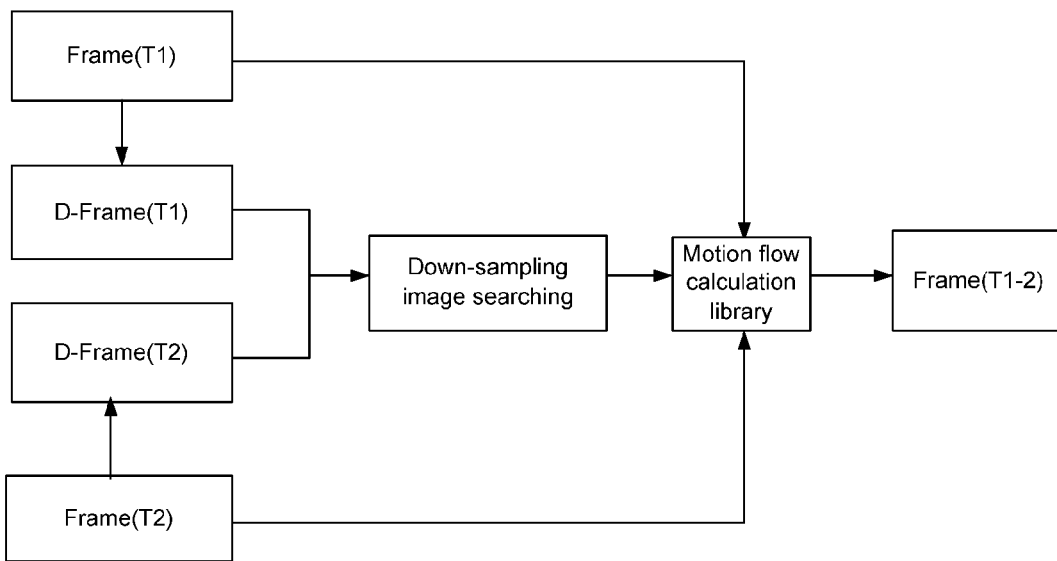 Frame(T1)
D-Frame(T1)
D-Frame(T2)
Frame(T2)
Down-sampling
image searching
Motion flow
calculation
library
Frame(T1-2)